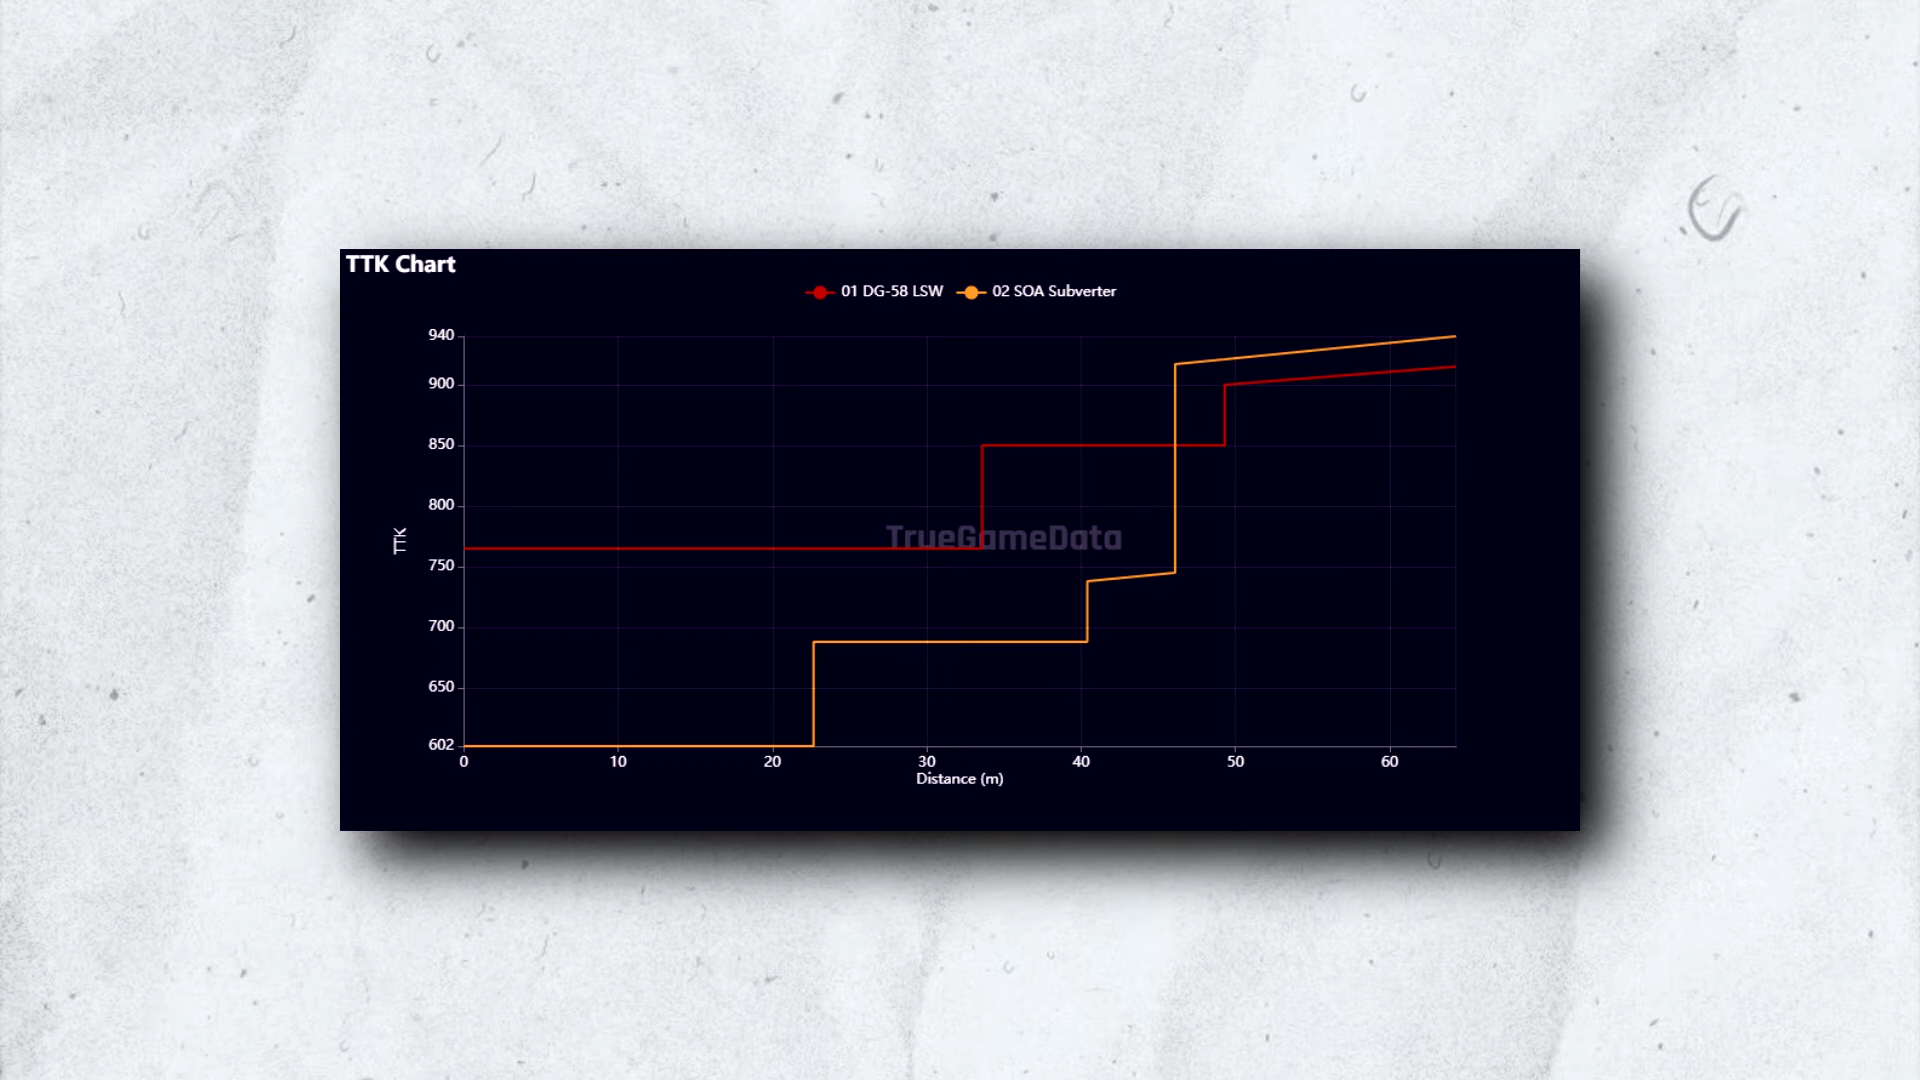 TTK Chart
01 DG-58 LSW 02 SOA Subverter
940
900
850
800
750
700
650
602
TTK
TrueGameData
0 10 20 30 40 50 60
Distance (m)